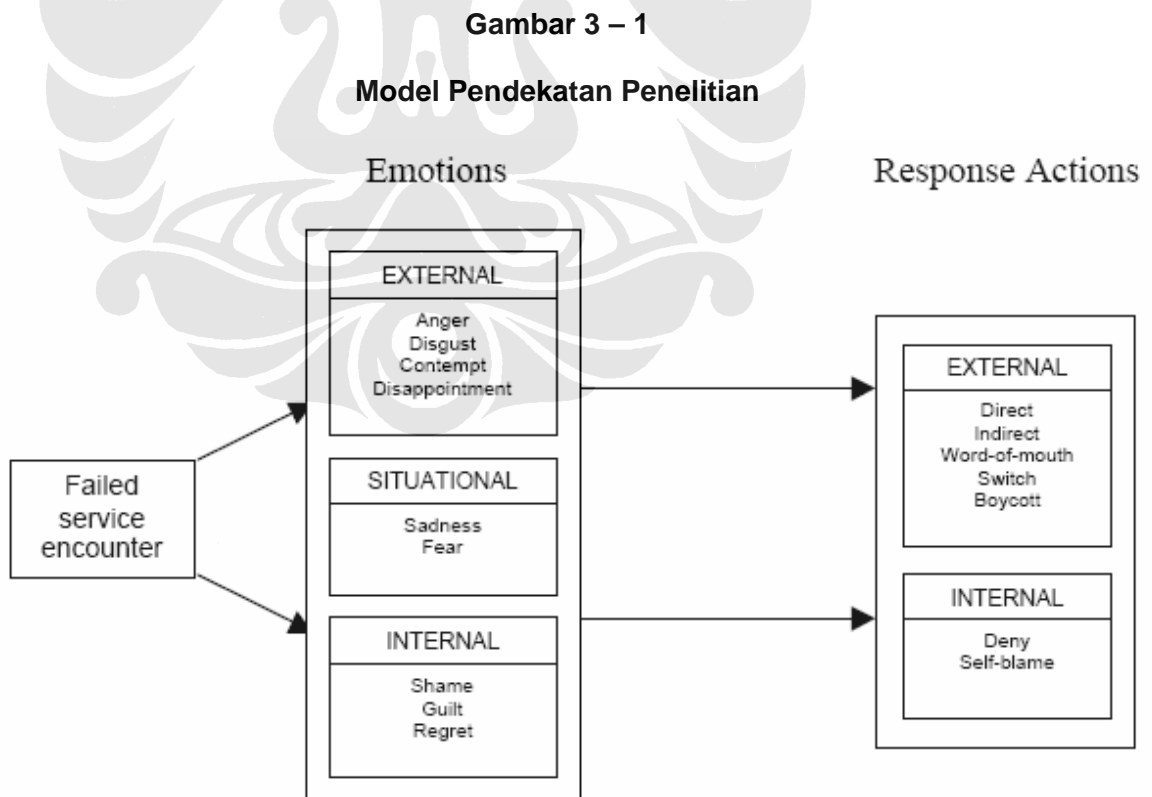 Gambar 3 – 1
Model Pendekatan Penelitian
Emotions
Response Actions
Failed
service
encounter
EXTERNAL
Anger
Disgust
Contempt
Disappointment
SITUATIONAL
Sadness
Fear
INTERNAL
Shame
Guilt
Regret
EXTERNAL
Direct
Indirect
Word-of-mouth
Switch
Boycott
INTERNAL
Deny
Self-blame